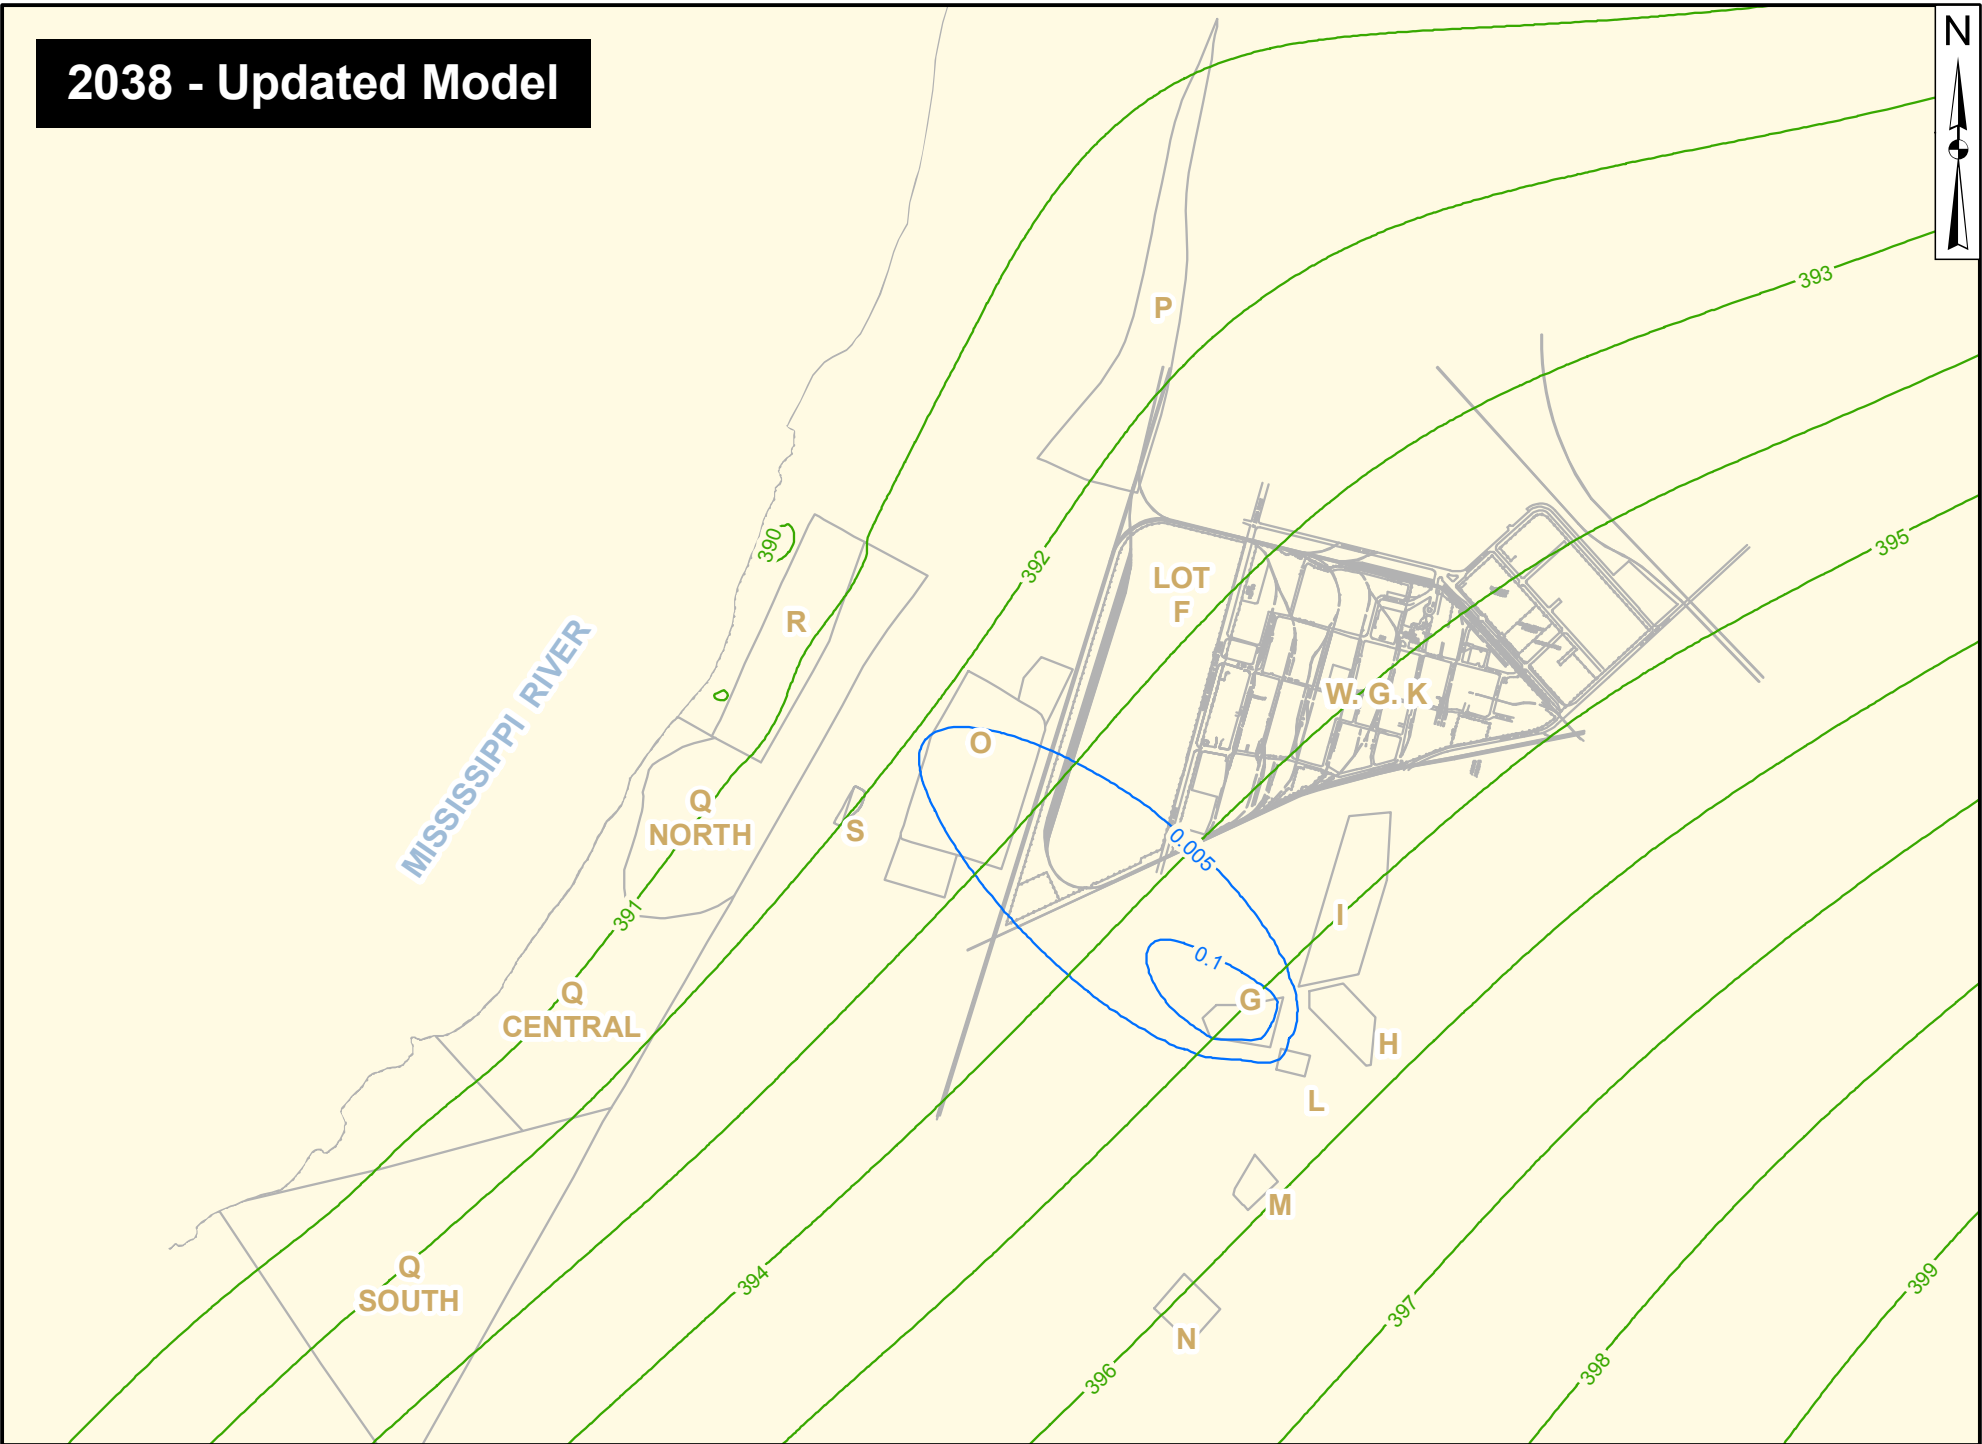 2038 - Updated Model
N
393
P
390
392
395
LOT
F
R
W. G. K
MISSISSIPPI RIVER
O
Q
NORTH
S
0.005
391
I
0.1
Q
CENTRAL
G
H
L
M
Q
SOUTH
394
399
397
N
396
398